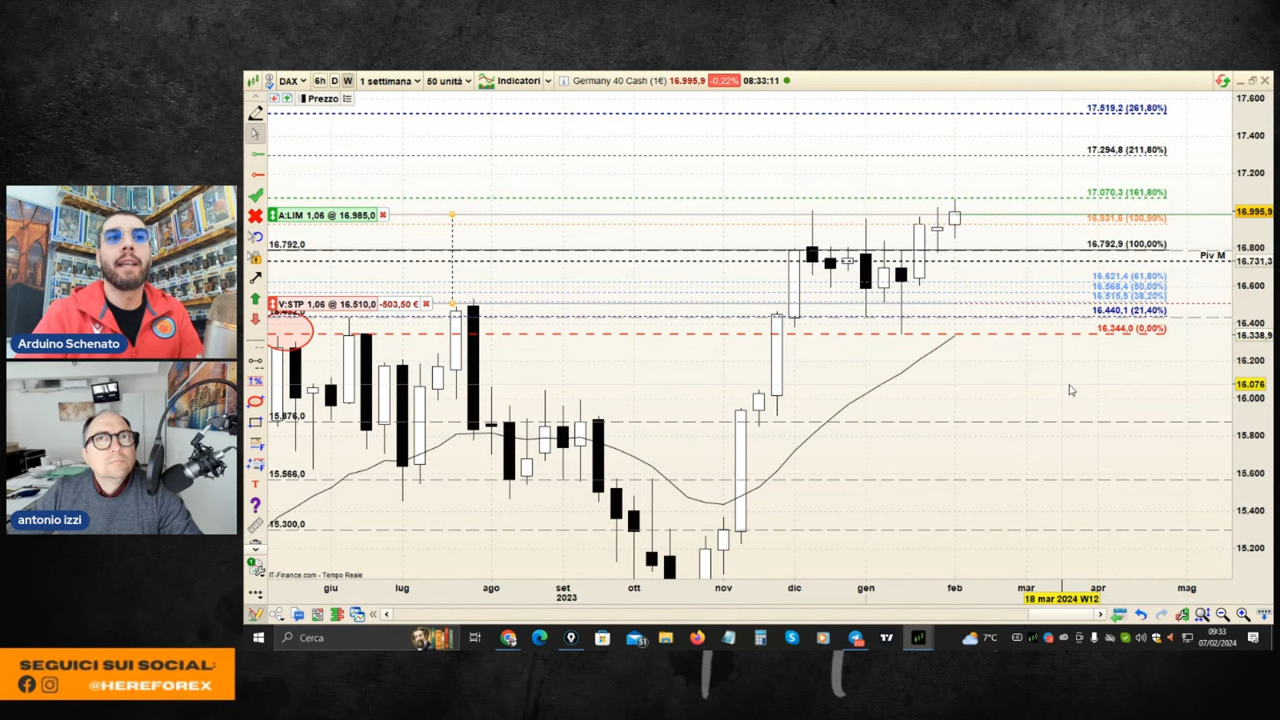 DAX
6h
D
W
1 settimana
50 unità
Indicatori
Germany 40 Cash (1€) 16.995,9 -0,22% 08:33:11
Prezzo
17.600
17.519,2 (261,80%)
17.400
17.294,8 (211,80%)
17.200
17.070,3 (161,80%)
A:LIM 1,06 @ 16.985,0
16.995,9
16.931,6 (130,90%)
16.792,0
16.792,9 (100,00%)
16.800
Piv M
16.731,3
16.621,4 (61,80%)
16.600
16.568,4 (50,00%)
16.515,5 (38,20%)
V:STP 1,06 @ 16.510,0 -503,50 €
16.440,1 (21,40%)
16.400
16.344,0 (0,00%)
16.338,9
Arduino Schenato
16.200
16.076
16.000
15.876,0
15.800
15.566,0
15.600
15.400
antonio izzi
15.300,0
15.200
IT-Finance.com - Tempo Reale
giu
lug
ago
set
ott
nov
dic
gen
feb
mar
apr
mag
2023
18 mar 2024 W12
Cerca
51
7°C
09:33
07/02/2024
SEGUICI SUI SOCIAL:
@HEREFOREX